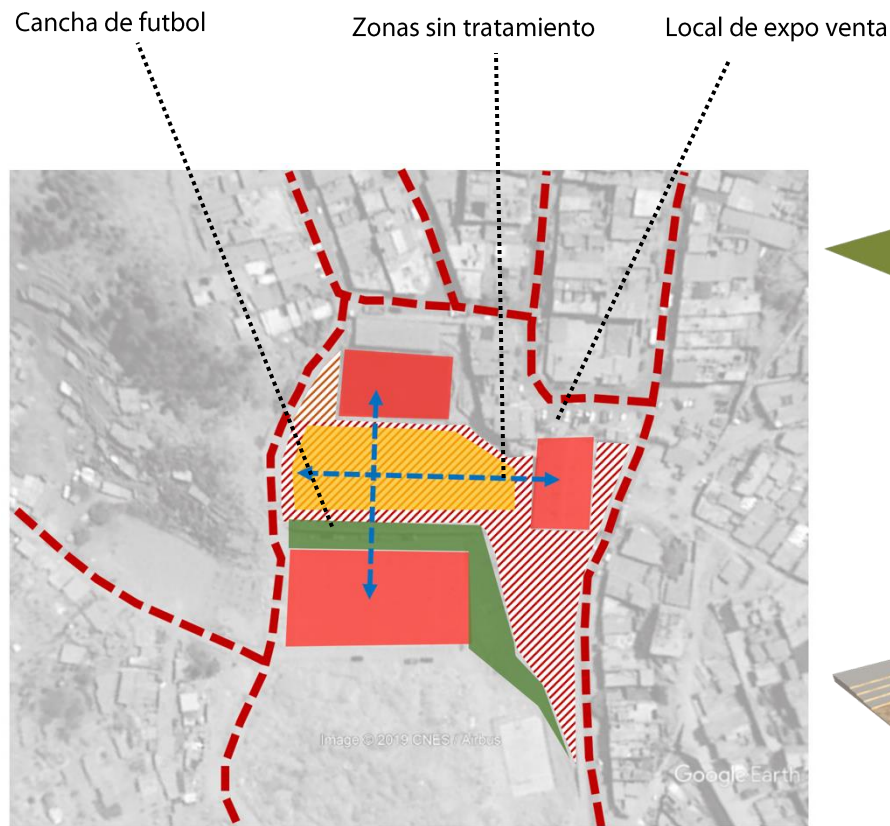 Cancha de futbol
Zonas sin tratamiento
Local de expo venta
Image © 2019 CNES / Airbus
Google Earth